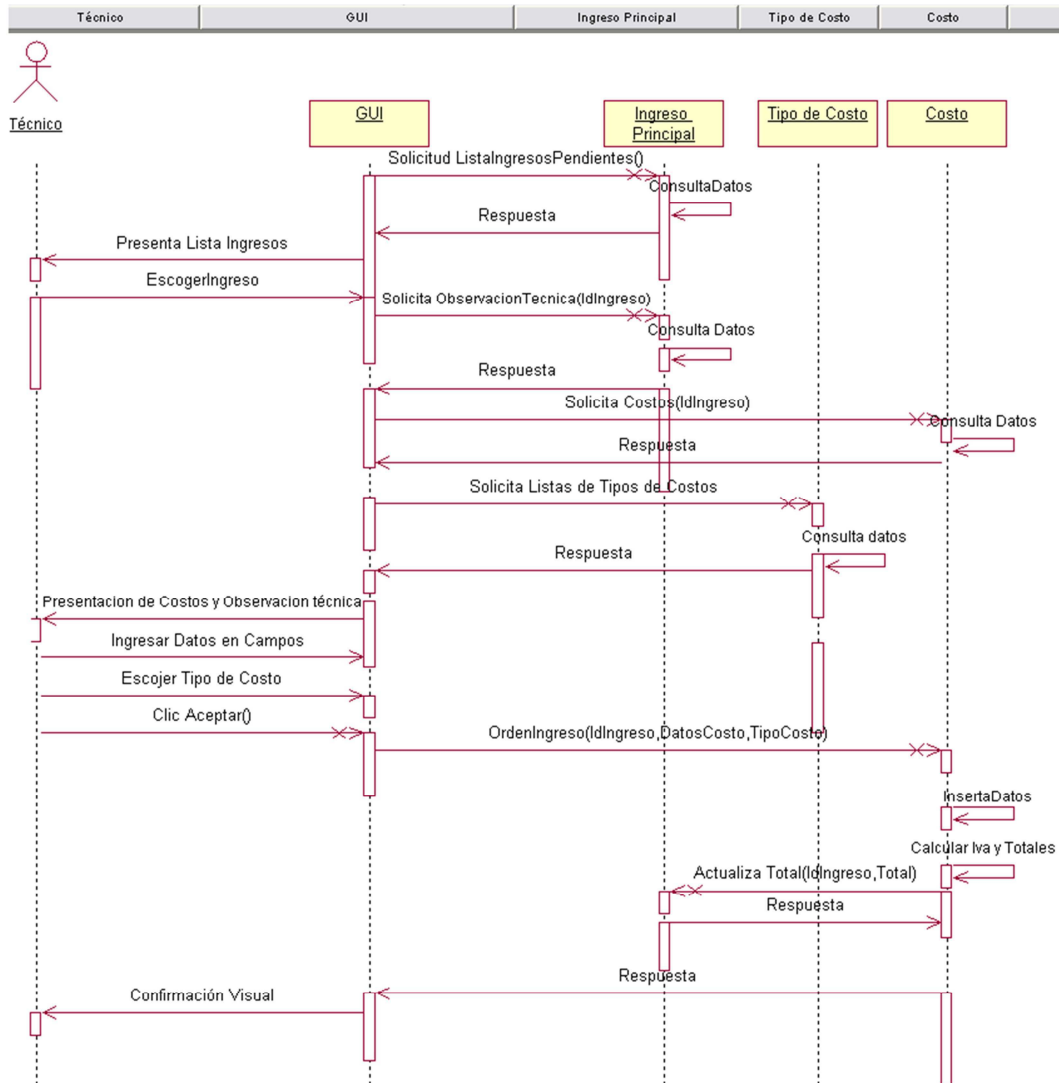 Técnico
GUI
Ingreso Principal
Tipo de Costo
Costo
Técnico
GUI
Ingreso
Principal
Tipo de Costo
Costo
Solicitud ListaIngresosPendientes()
ConsultaDatos
Respuesta
Presenta Lista Ingresos
EscogerIngreso
Solicita ObservacionTecnica(IdIngreso)
Consulta Datos
Respuesta
Solicita Costos(IdIngreso)
Consulta Datos
Respuesta
Solicita Listas de Tipos de Costos
Consulta datos
Respuesta
Presentacion de Costos y Observacion técnica
Ingresar Datos en Campos
Escojer Tipo de Costo
Clic Aceptar()
OrdenIngreso(IdIngreso,DatosCosto,TipoCosto)
InsertaDatos
Calcular Iva y Totales
Actualiza Total(IdIngreso,Total)
Respuesta
Respuesta
Confirmación Visual